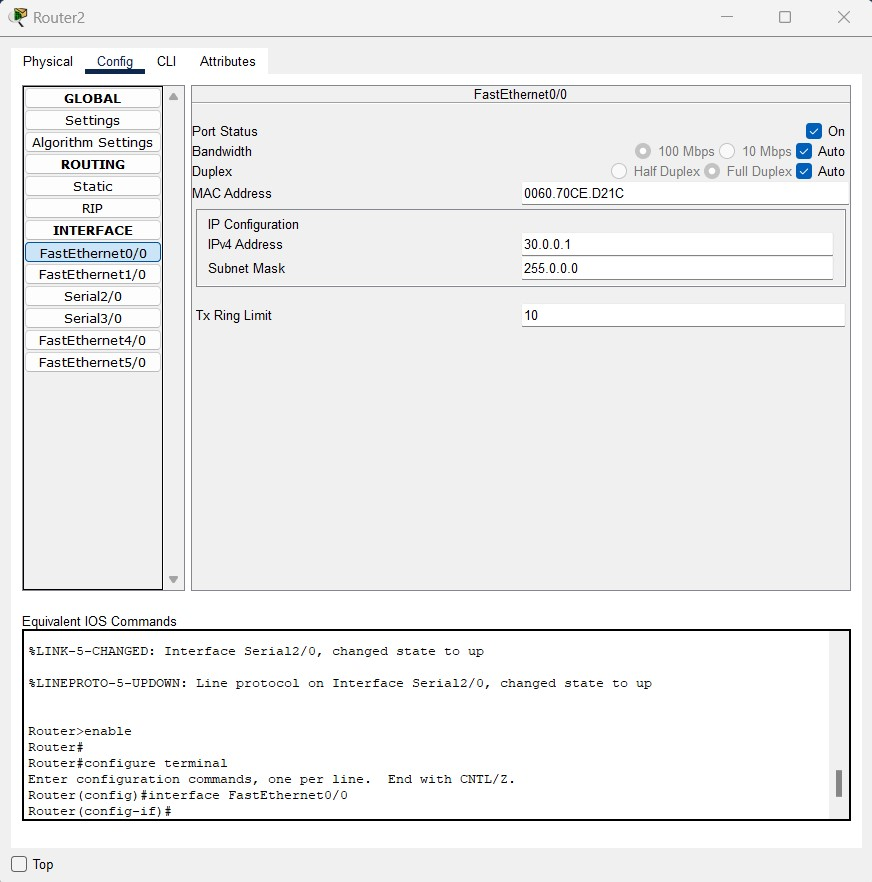 Router2
Physical Config CLI Attributes
GLOBAL
Settings
Algorithm Settings
ROUTING
Static
RIP
INTERFACE
FastEthernet0/0
FastEthernet1/0
Serial2/0
Serial3/0
FastEthernet4/0
FastEthernet5/0
FastEthernet0/0
Port Status On
Bandwidth 100 Mbps 10 Mbps Auto
Duplex Half Duplex Full Duplex Auto
MAC Address 0060.70CE.D21C
IP Configuration
IPv4 Address 30.0.0.1
Subnet Mask 255.0.0.0
Tx Ring Limit 10
Equivalent IOS Commands
%LINK-5-CHANGED: Interface Serial2/0, changed state to up
%LINEPROTO-5-UPDOWN: Line protocol on Interface Serial2/0, changed state to up
Router>enable
Router#
Router#configure terminal
Enter configuration commands, one per line.  End with CNTL/Z.
Router(config)#interface FastEthernet0/0
Router(config-if)#
Top